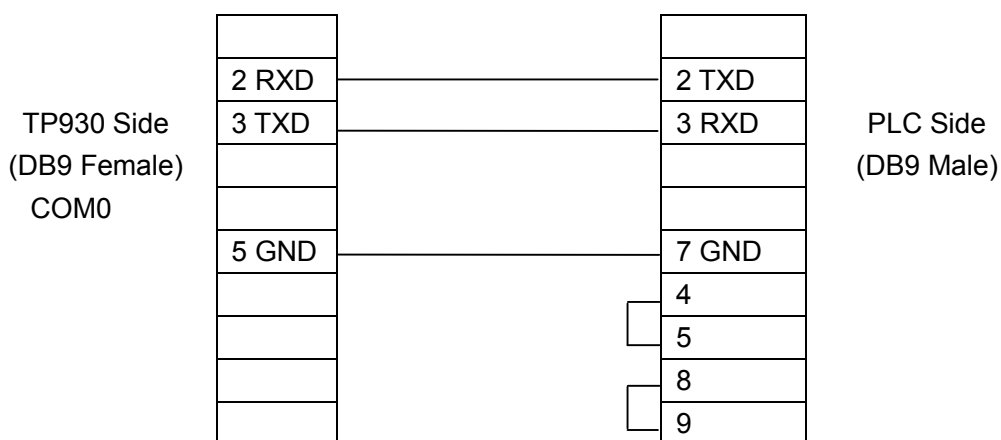 2 RXD 2 TXD
TP930 Side 3 TXD 3 RXD PLC Side
(DB9 Female) (DB9 Male)
COM0
5 GND 7 GND
4
5
8
9